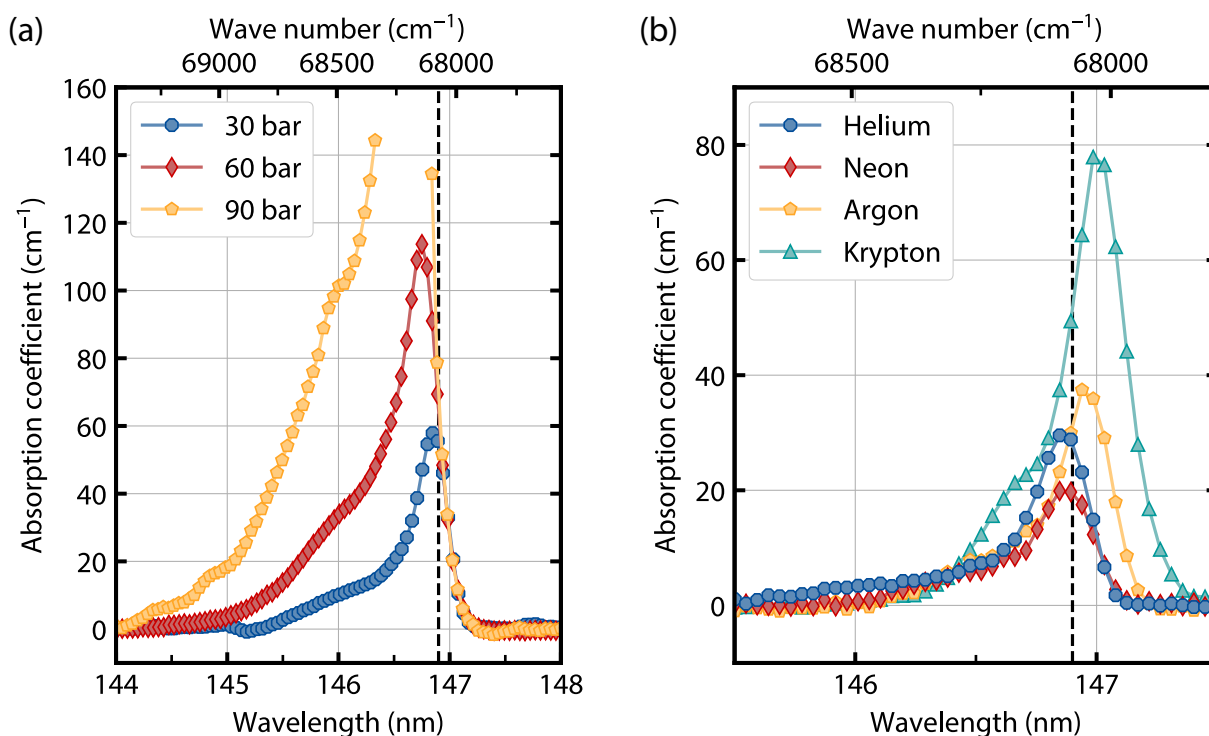 (a)
Wave number (cm⁻¹)
69000 68500 68000
Absorption coefficient (cm⁻¹)
160
140
120
100
80
60
40
20
0
30 bar
60 bar
90 bar
144 145 146 147 148
Wavelength (nm)
(b)
Wave number (cm⁻¹)
68500 68000
Absorption coefficient (cm⁻¹)
80
60
40
20
0
Helium
Neon
Argon
Krypton
146 147
Wavelength (nm)